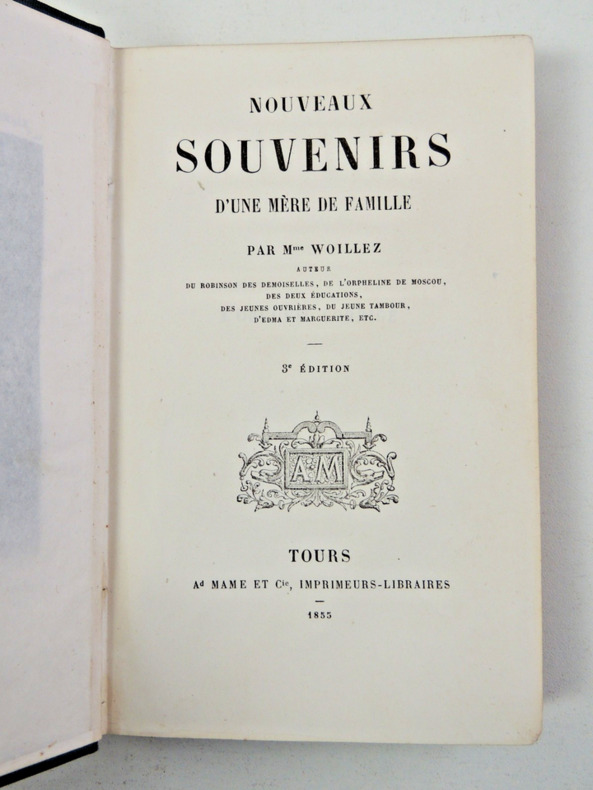 NOUVEAUX
SOUVENIRS
D'UNE MÈRE DE FAMILLE
PAR Mme WOILLEZ
AUTEUR
DU ROBINSON DES DEMOISELLES, DE L'ORPHELINE DE MOSCOU,
DES DEUX ÉDUCATIONS,
DES JEUNES OUVRIÈRES, DU JEUNE TAMBOUR,
D'EDMA ET MARGUERITE, ETC.
3e ÉDITION
AM
TOURS
Ad MAME ET Cie, IMPRIMEURS-LIBRAIRES
1855